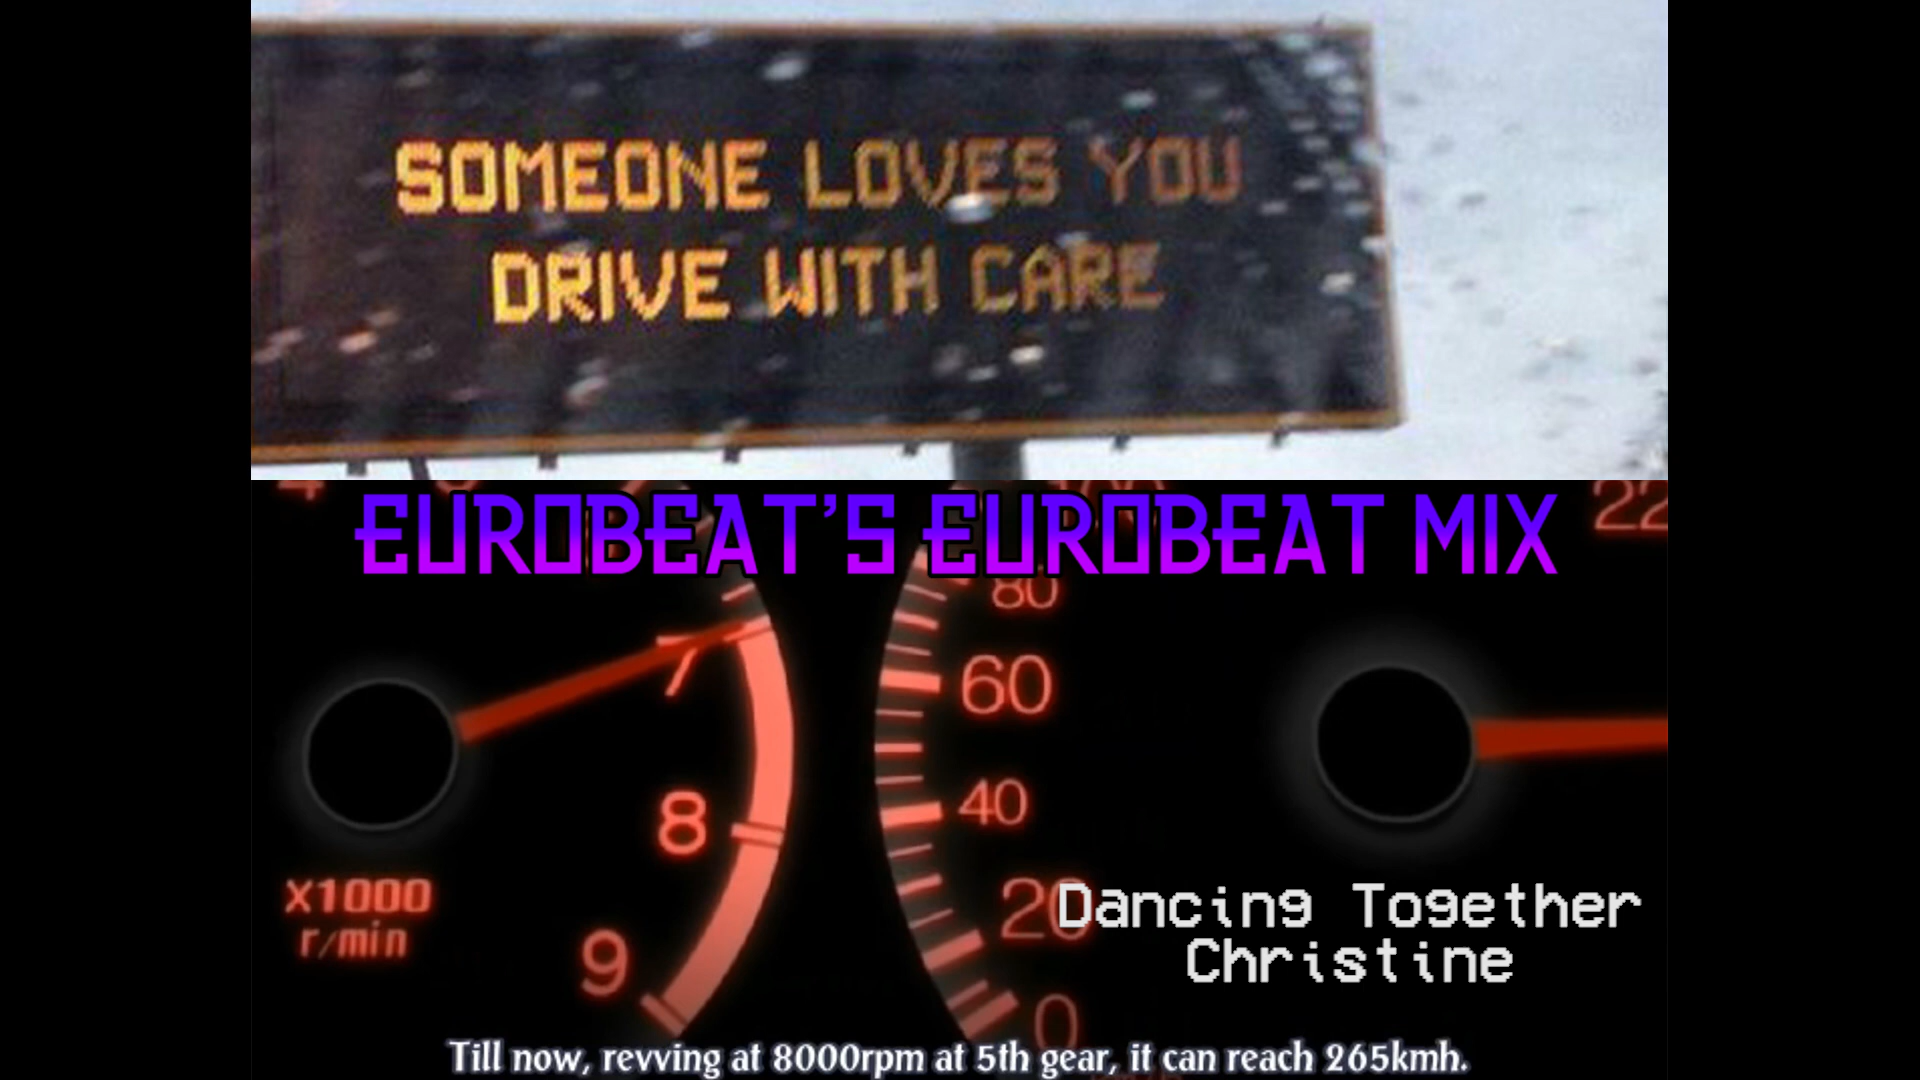 SOMEONE LOVES YOU
DRIVE WITH CARE
EUROBEAT'S EUROBEAT MIX
22
80
7
60
8
40
X1000
r/min
20
Dancing Together
Christine
9
0
Till now, revving at 8000rpm at 5th gear, it can reach 265kmh.